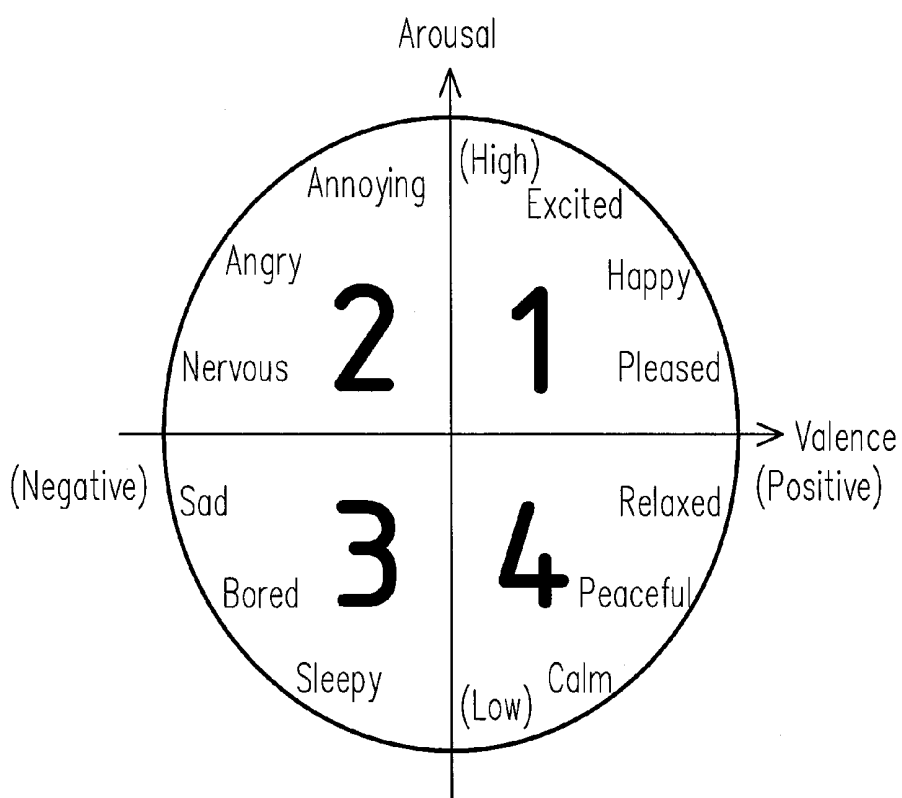 Arousal
(High)
Annoying
Excited
Angry
Happy
2 1
Nervous
Pleased
Valence
(Negative)
(Positive)
Sad
Relaxed
3 4
Bored
Peaceful
Sleepy
Calm
(Low)